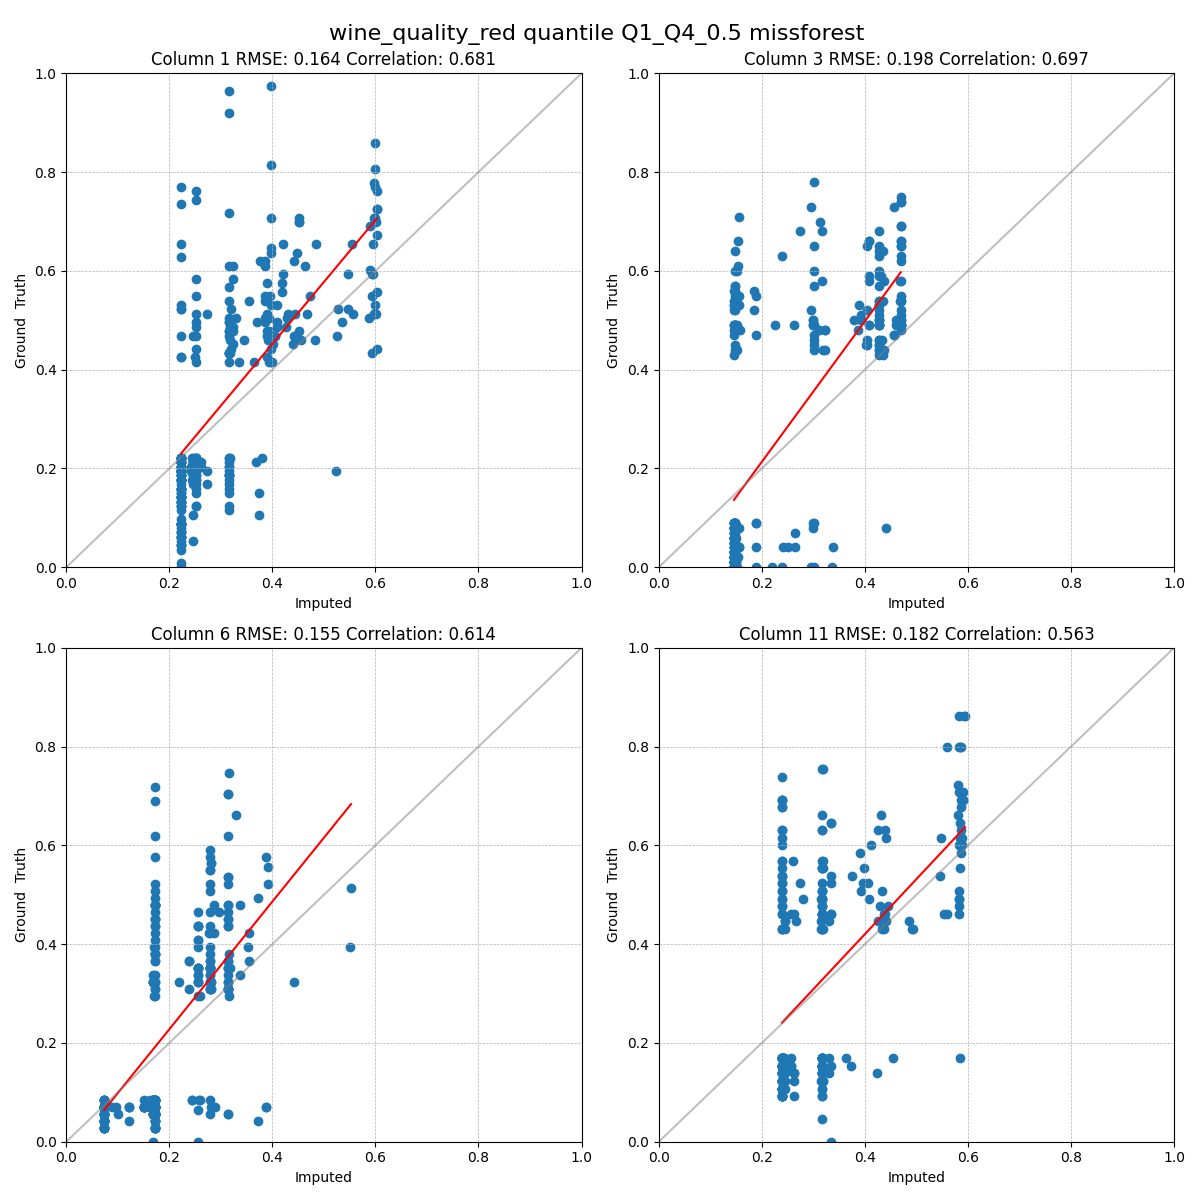 wine_quality_red quantile Q1_Q4_0.5 missforest
Column 1 RMSE: 0.164 Correlation: 0.681
1.0
0.8
0.6
0.4
0.2
0.0
Ground Truth
0.0 0.2 0.4 0.6 0.8 1.0
Imputed
Column 3 RMSE: 0.198 Correlation: 0.697
1.0
0.8
0.6
0.4
0.2
0.0
Ground Truth
0.0 0.2 0.4 0.6 0.8 1.0
Imputed
Column 6 RMSE: 0.155 Correlation: 0.614
1.0
0.8
0.6
0.4
0.2
0.0
Ground Truth
0.0 0.2 0.4 0.6 0.8 1.0
Imputed
Column 11 RMSE: 0.182 Correlation: 0.563
1.0
0.8
0.6
0.4
0.2
0.0
Ground Truth
0.0 0.2 0.4 0.6 0.8 1.0
Imputed